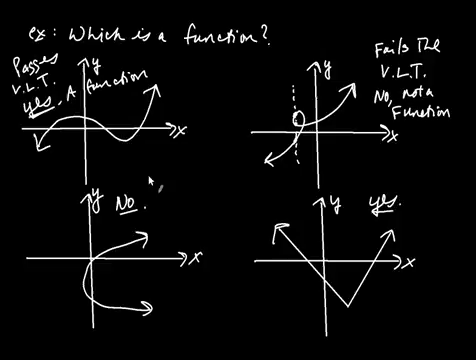 ex: Which is a function?
Passes
V.L.T.
yes. A function
y
x
Fails The
V.L.T.
No, not a
Function
y
x
y
No.
x
y
yes.
x